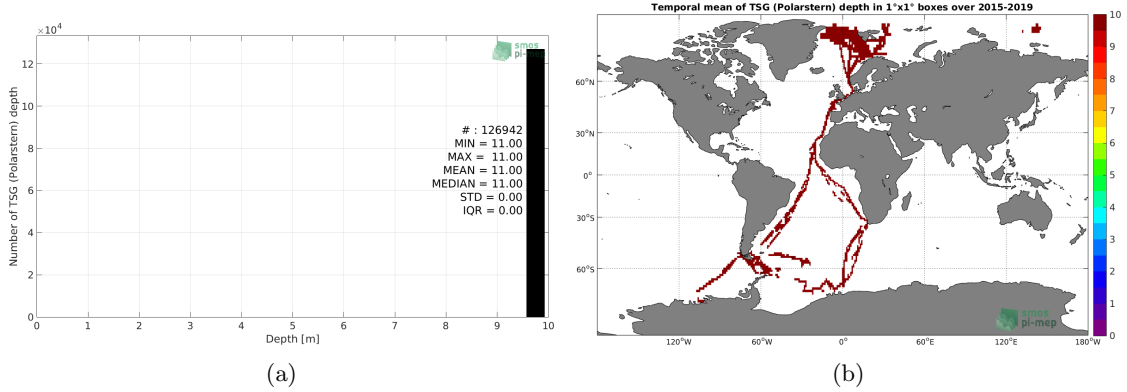 ×10⁴
smos
pi-mep
12
10
8
6
4
2
0
Number of TSG (Polarstern) depth
# : 126942
MIN = 11.00
MAX = 11.00
MEAN = 11.00
MEDIAN = 11.00
STD = 0.00
IQR = 0.00
0 1 2 3 4 5 6 7 8 9 10
Depth [m]
(a)
Temporal mean of TSG (Polarstern) depth in 1°x1° boxes over 2015-2019
60°N
30°N
0°
30°S
60°S
120°W 60°W 0° 60°E 120°E 180°W
smos
pi-mep
10
9
8
7
6
5
4
3
2
1
0
(b)